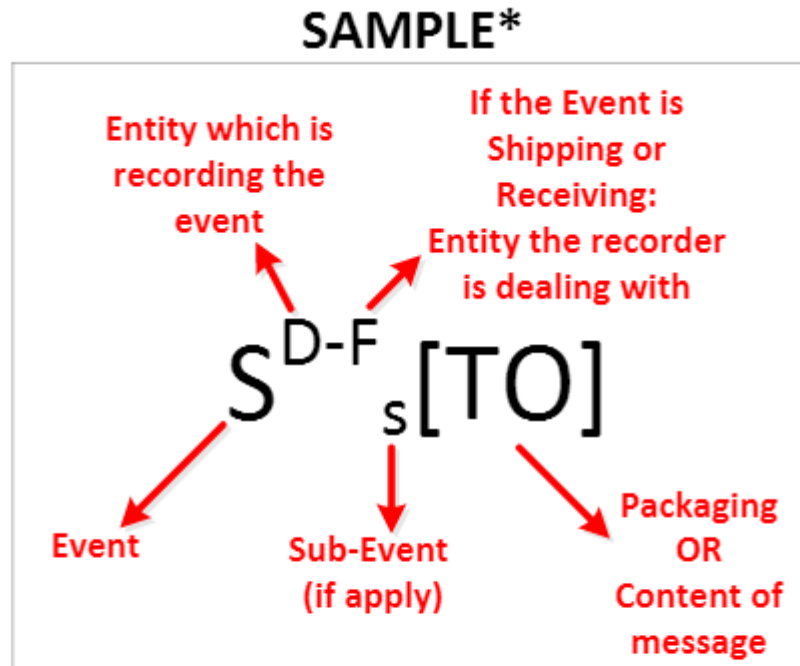 SAMPLE*
Entity which is
recording the
event
If the Event is
Shipping or
Receiving:
Entity the recorder
is dealing with
S D-F s[TO]
Event
Sub-Event
(if apply)
Packaging
OR
Content of
message